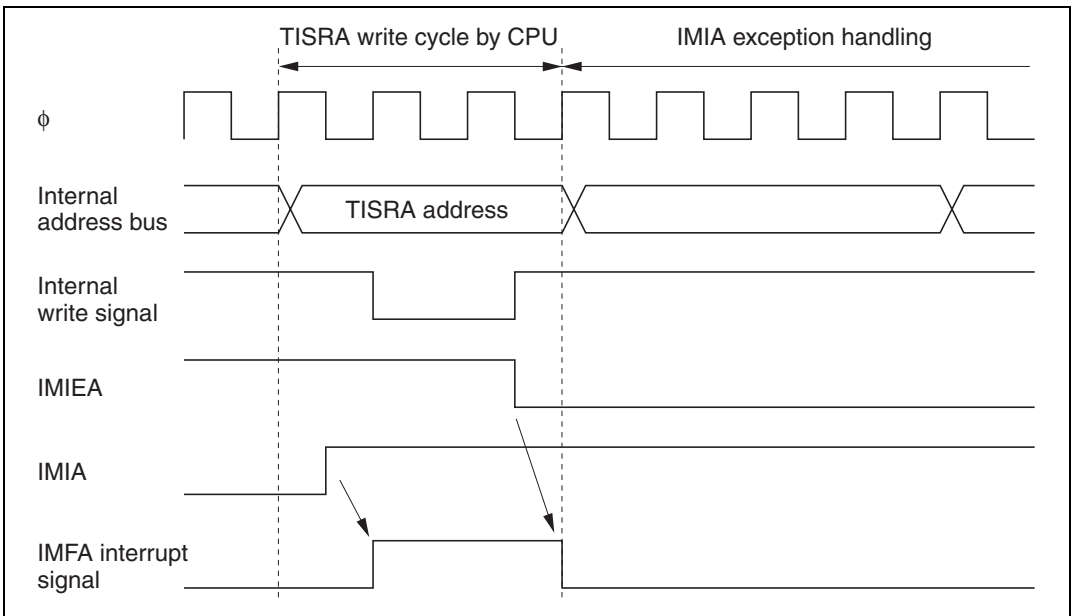 TISRA write cycle by CPU
IMIA exception handling
ϕ
Internal
address bus
TISRA address
Internal
write signal
IMIEA
IMIA
IMFA interrupt
signal